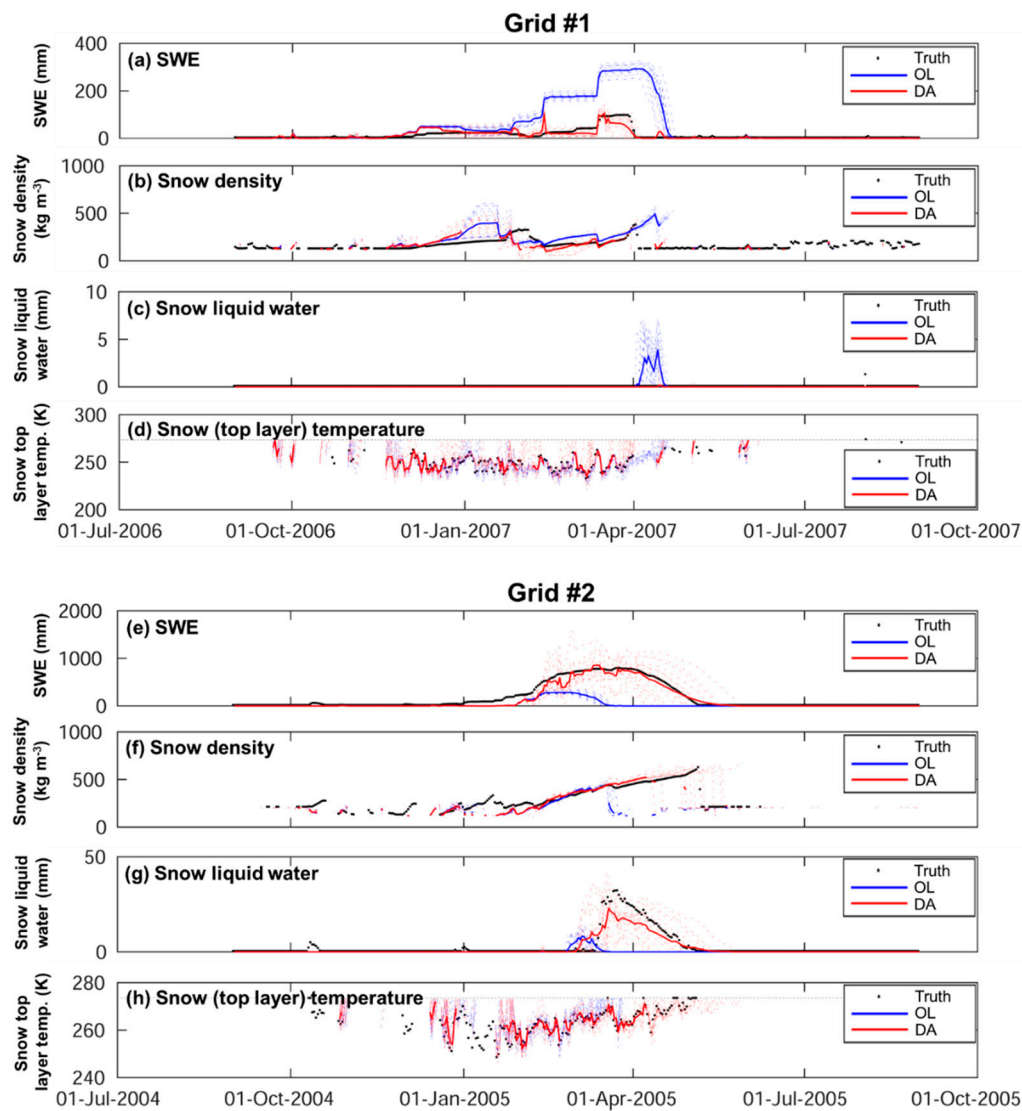 Grid #1
(a) SWE
SWE (mm)
400
200
0
Truth
OL
DA
(b) Snow density
Snow density
(kg m-3)
1000
500
0
Truth
OL
DA
(c) Snow liquid water
Snow liquid
water (mm)
10
5
0
Truth
OL
DA
(d) Snow (top layer) temperature
Snow top
layer temp. (K)
300
250
200
Truth
OL
DA
01-Jul-2006 01-Oct-2006 01-Jan-2007 01-Apr-2007 01-Jul-2007 01-Oct-2007
Grid #2
(e) SWE
SWE (mm)
2000
1000
0
Truth
OL
DA
(f) Snow density
Snow density
(kg m-3)
1000
500
0
Truth
OL
DA
(g) Snow liquid water
Snow liquid
water (mm)
50
0
Truth
OL
DA
(h) Snow (top layer) temperature
Snow top
layer temp. (K)
280
260
240
Truth
OL
DA
01-Jul-2004 01-Oct-2004 01-Jan-2005 01-Apr-2005 01-Jul-2005 01-Oct-2005